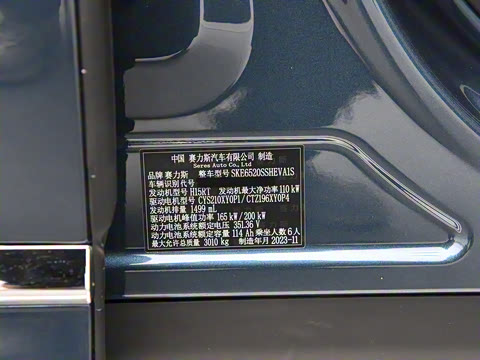 中国 赛力斯汽车有限公司 制造
Seres Auto Co., Ltd
品牌 赛力斯 整车型号 SKE6520SSHEVA1S
车辆识别代号
发动机型号 H15RT 发动机最大净功率 110 kW
驱动电机型号 CYS210XY0P1/CTZ196XY0P4
发动机排量 1499 mL
驱动电机峰值功率 165 kW/200 kW
动力电池系统额定电压 351.36 V
动力电池系统额定容量 114 Ah 乘坐人数 6人
最大允许总质量 3010 kg 制造年月 2023-11